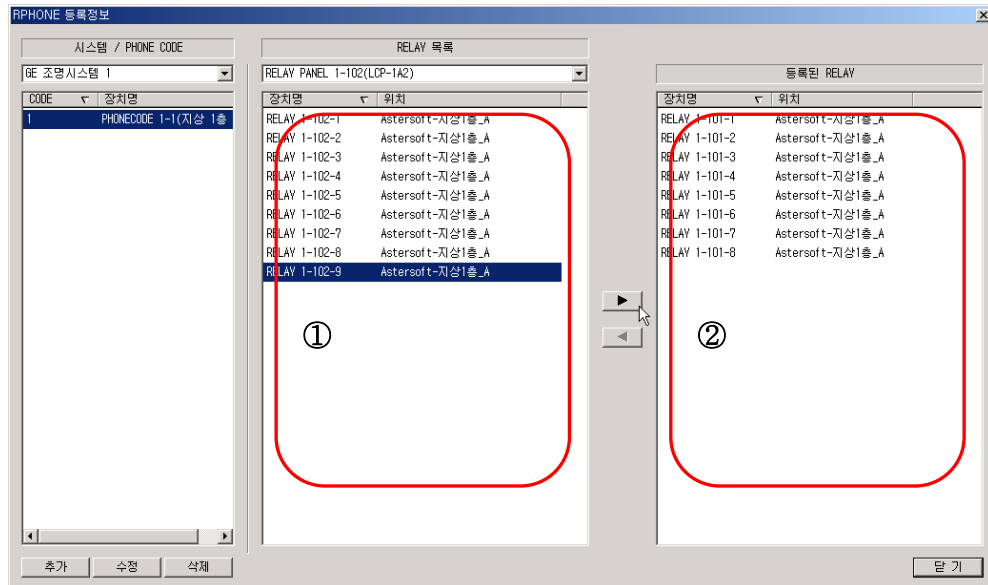 RPHONE 등록정보
시스템 / PHONE CODE
GE 조명시스템 1
CODE 장치명
1 PHONECODE 1-1(지상 1층
추가 수정 삭제
RELAY 목록
RELAY PANEL 1-102(LCP-1A2)
장치명 위치
RELAY 1-102-1 Astersoft-지상1층_A
RELAY 1-102-2 Astersoft-지상1층_A
RELAY 1-102-3 Astersoft-지상1층_A
RELAY 1-102-4 Astersoft-지상1층_A
RELAY 1-102-5 Astersoft-지상1층_A
RELAY 1-102-6 Astersoft-지상1층_A
RELAY 1-102-7 Astersoft-지상1층_A
RELAY 1-102-8 Astersoft-지상1층_A
RELAY 1-102-9 Astersoft-지상1층_A
①
등록된 RELAY
장치명 위치
RELAY 1-101-1 Astersoft-지상1층_A
RELAY 1-101-2 Astersoft-지상1층_A
RELAY 1-101-3 Astersoft-지상1층_A
RELAY 1-101-4 Astersoft-지상1층_A
RELAY 1-101-5 Astersoft-지상1층_A
RELAY 1-101-6 Astersoft-지상1층_A
RELAY 1-101-7 Astersoft-지상1층_A
RELAY 1-101-8 Astersoft-지상1층_A
②
닫 기